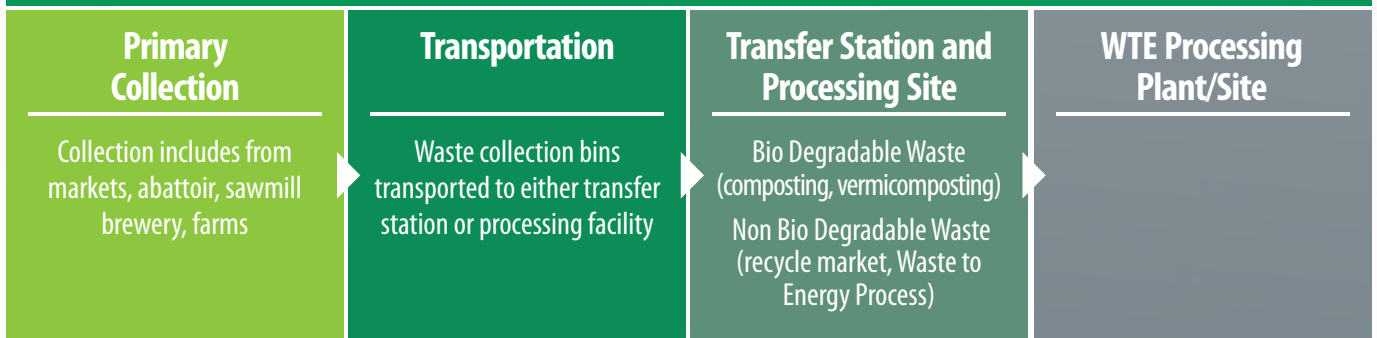 Primary
Collection
Collection includes from
markets, abattoir, sawmill
brewery, farms
Transportation
Waste collection bins
transported to either transfer
station or processing facility
Transfer Station and
Processing Site
Bio Degradable Waste
(composting, vermicomposting)
Non Bio Degradable Waste
(recycle market, Waste to
Energy Process)
WTE Processing
Plant/Site